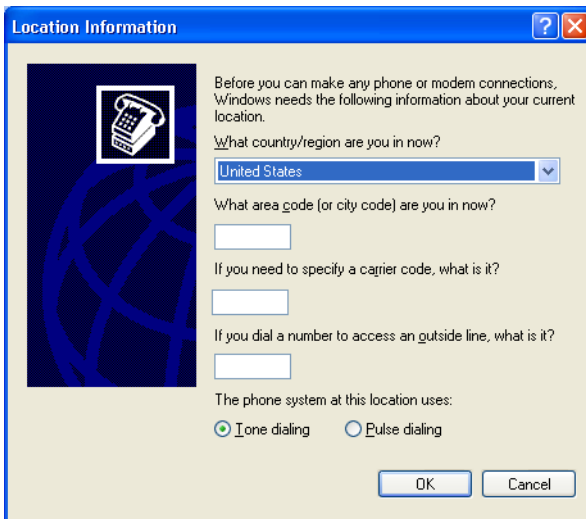 Location Information
Before you can make any phone or modem connections,
Windows needs the following information about your current
location.
What country/region are you in now?
United States
What area code (or city code) are you in now?
If you need to specify a carrier code, what is it?
If you dial a number to access an outside line, what is it?
The phone system at this location uses:
Tone dialing Pulse dialing
OK Cancel